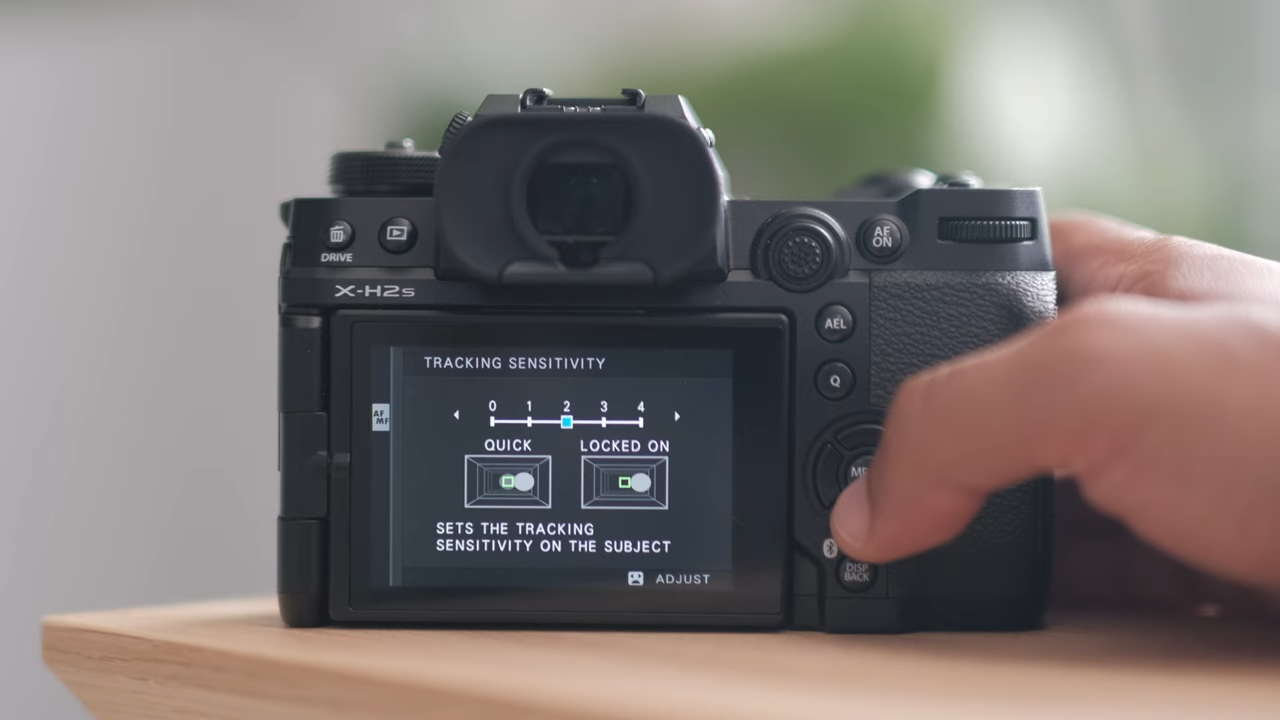 DRIVE
AF
ON
X-H2S
AEL
TRACKING SENSITIVITY
Q
AF
MF
0 1 2 3 4
QUICK LOCKED ON
ME
SETS THE TRACKING
SENSITIVITY ON THE SUBJECT
DISP
BACK
ADJUST